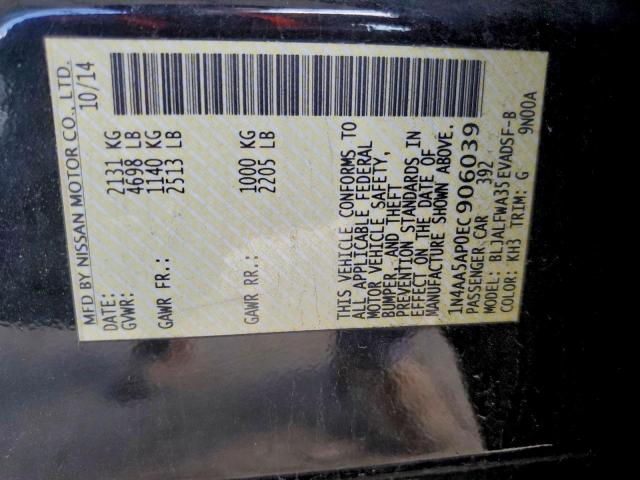 MFD BY NISSAN MOTOR CO., LTD.
DATE: 10/14
GVWR: 2131 KG
4698 LB
GAWR FR.: 1140 KG
2513 LB
GAWR RR.: 1000 KG
2205 LB
THIS VEHICLE CONFORMS TO
ALL APPLICABLE FEDERAL
MOTOR VEHICLE SAFETY,
BUMPER, AND THEFT
PREVENTION STANDARDS IN
EFFECT ON THE DATE OF
MANUFACTURE SHOWN ABOVE.
1N4AA5AP0EC906039
PASSENGER CAR 392
MODEL: BLJALFWA35EVADSF-B
COLOR: KH3 TRIM: G 9N00A